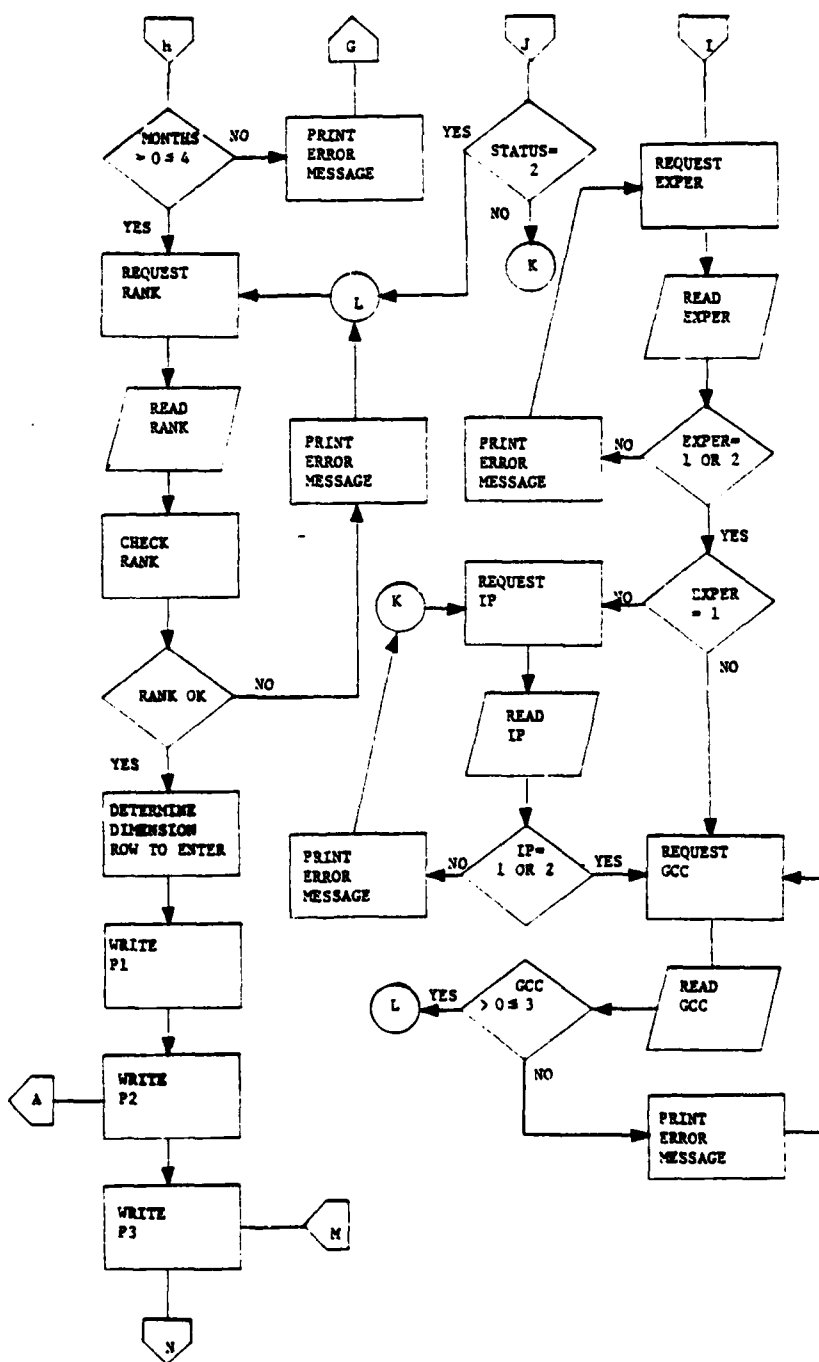 h
G
J
I
MONTHS
> 0 ≤ 4
NO
PRINT
ERROR
MESSAGE
YES
STATUS=
2
NO
K
REQUEST
EXPER
YES
REQUEST
RANK
L
READ
EXPER
READ
RANK
PRINT
ERROR
MESSAGE
PRINT
ERROR
MESSAGE
NO
EXPER=
1 OR 2
YES
CHECK
RANK
K
REQUEST
IP
NO
EXPER
= 1
NO
RANK OK
NO
READ
IP
YES
DETERMINE
DIMENSION
ROW TO ENTER
PRINT
ERROR
MESSAGE
NO
IP=
1 OR 2
YES
REQUEST
GCC
WRITE
P1
L
YES
GCC
> 0 ≤ 3
READ
GCC
NO
A
WRITE
P2
PRINT
ERROR
MESSAGE
WRITE
P3
M
N